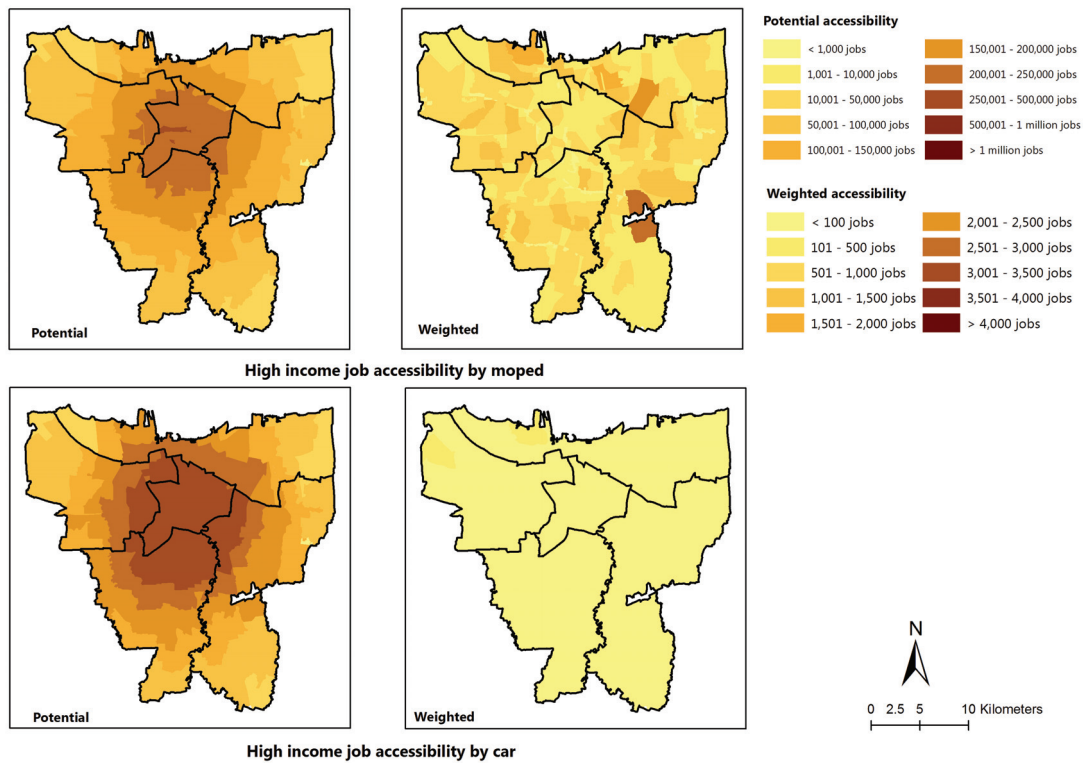 Potential
Weighted
High income job accessibility by moped
Potential
Weighted
High income job accessibility by car
Potential accessibility
< 1,000 jobs
1,001 - 10,000 jobs
10,001 - 50,000 jobs
50,001 - 100,000 jobs
100,001 - 150,000 jobs
150,001 - 200,000 jobs
200,001 - 250,000 jobs
250,001 - 500,000 jobs
500,001 - 1 million jobs
> 1 million jobs
Weighted accessibility
< 100 jobs
101 - 500 jobs
501 - 1,000 jobs
1,001 - 1,500 jobs
1,501 - 2,000 jobs
2,001 - 2,500 jobs
2,501 - 3,000 jobs
3,001 - 3,500 jobs
3,501 - 4,000 jobs
> 4,000 jobs
N
0 2.5 5 10 Kilometers